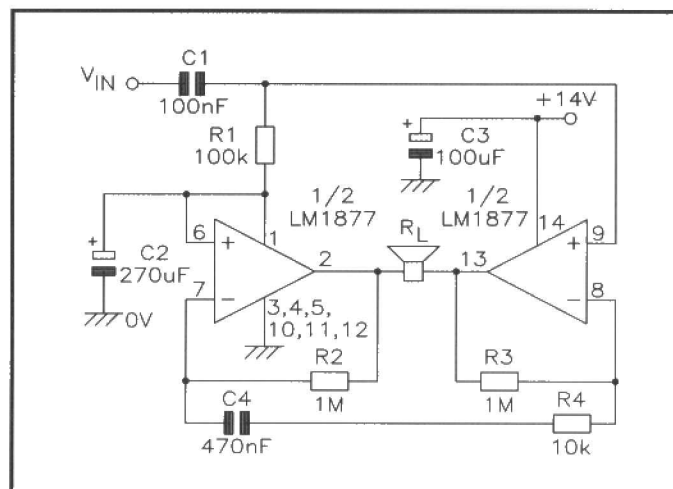 C1
VIN
100nF
+14V
R1
100k
C3
100uF
1/2
LM1877
1/2
LM1877
RL
14
6
+
1
+
9
C2
270uF
2
13
7
−
−
8
0V
3,4,5,
10,11,12
R2
1M
R3
1M
C4
470nF
R4
10k
+
+